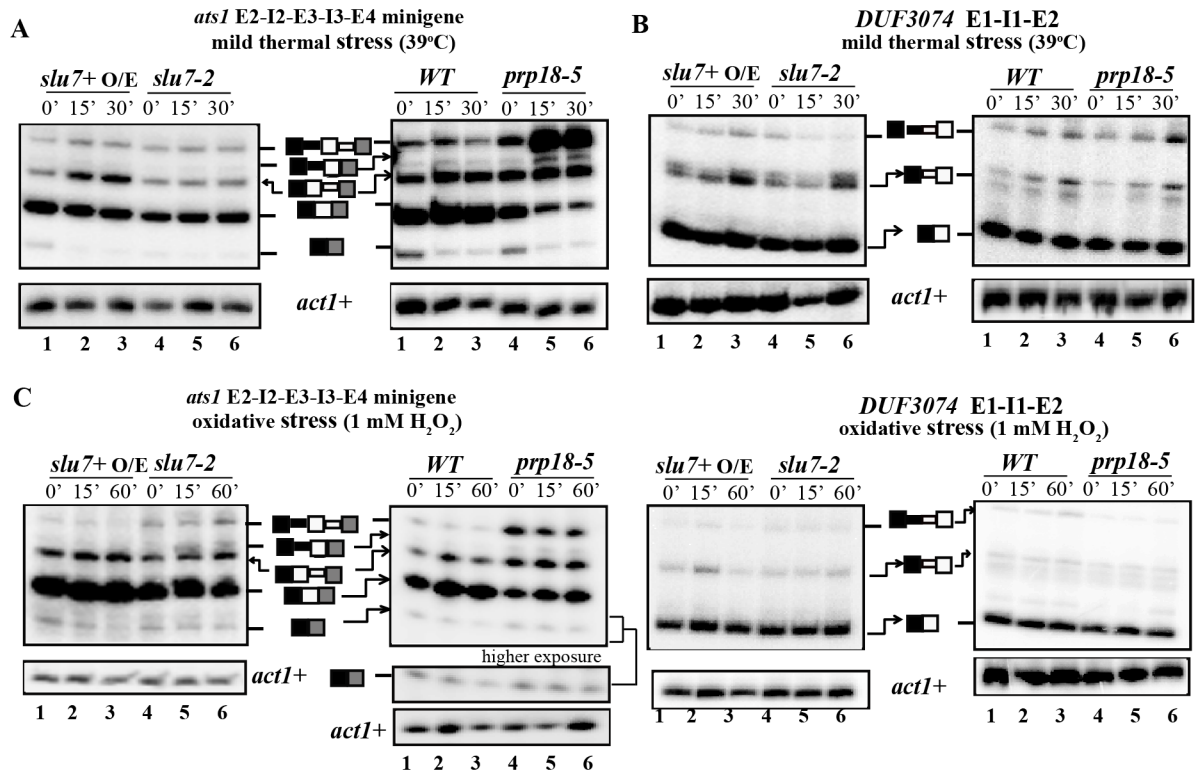 A
ats1 E2-I2-E3-I3-E4 minigene
mild thermal stress (39ºC)
slu7+ O/E slu7-2
0' 15' 30' 0' 15' 30'
WT prp18-5
0' 15' 30' 0' 15' 30'
act1+
1 2 3 4 5 6
1 2 3 4 5 6
B
DUF3074 E1-I1-E2
mild thermal stress (39ºC)
slu7+ O/E slu7-2
0' 15' 30' 0' 15' 30'
WT prp18-5
0' 15' 30' 0' 15' 30'
act1+
1 2 3 4 5 6
1 2 3 4 5 6
C
ats1 E2-I2-E3-I3-E4 minigene
oxidative stress (1 mM H₂O₂)
slu7+ O/E slu7-2
0' 15' 60' 0' 15' 60'
WT prp18-5
0' 15' 60' 0' 15' 60'
higher exposure
act1+
1 2 3 4 5 6
act1+
1 2 3 4 5 6
DUF3074 E1-I1-E2
oxidative stress (1 mM H₂O₂)
slu7+ O/E slu7-2
0' 15' 60' 0' 15' 60'
WT prp18-5
0' 15' 60' 0' 15' 60'
act1+
1 2 3 4 5 6
1 2 3 4 5 6